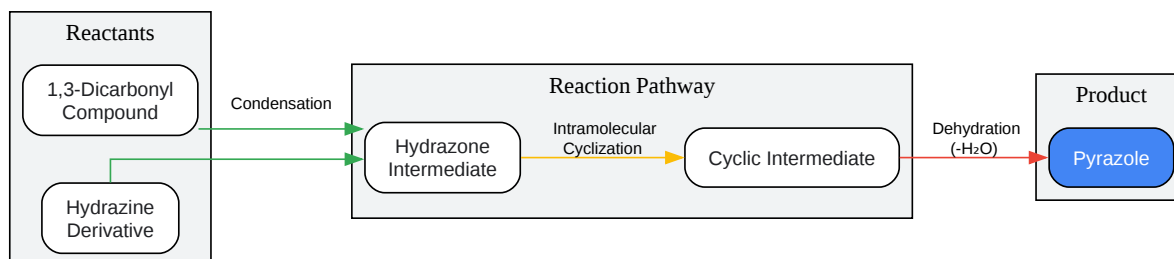 Reactants
1,3-Dicarbonyl
Compound
Hydrazine
Derivative
Condensation
Reaction Pathway
Hydrazone
Intermediate
Intramolecular
Cyclization
Cyclic Intermediate
Dehydration
(-H₂O)
Product
Pyrazole